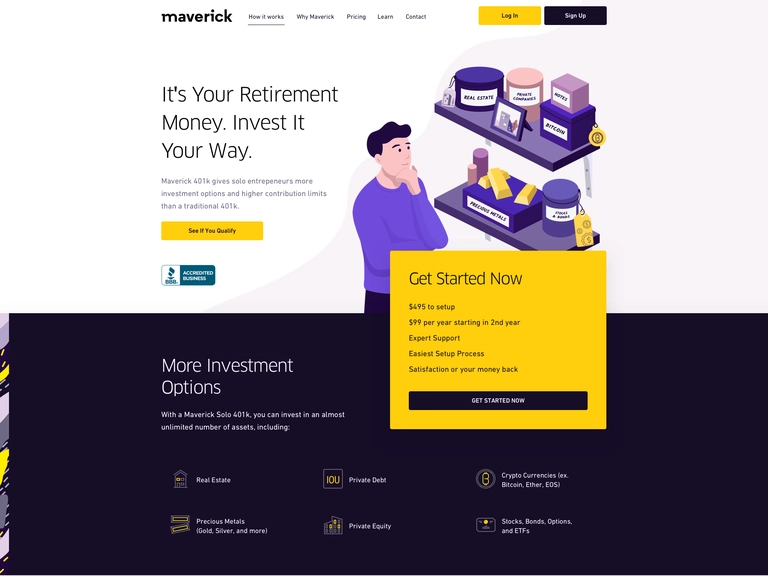 maverick
How it works
Why Maverick
Pricing
Learn
Contact
Log In
Sign Up
It's Your Retirement
Money. Invest It
Your Way.
Maverick 401k gives solo entrepeneurs more
investment options and higher contribution limits
than a traditional 401k.
See If You Qualify
BBB.
ACCREDITED
BUSINESS
REAL ESTATE
PRIVATE
COMPANIES
NOTES
BITCOIN
PRECIOUS METALS
STOCKS
& BONDS
Get Started Now
$495 to setup
$99 per year starting in 2nd year
Expert Support
Easiest Setup Process
Satisfaction or your money back
GET STARTED NOW
More Investment
Options
With a Maverick Solo 401k, you can invest in an almost
unlimited number of assets, including:
Real Estate
IOU
Private Debt
Crypto Currencies (ex.
Bitcoin, Ether, EOS)
Precious Metals
(Gold, Silver, and more)
Private Equity
Stocks, Bonds, Options,
and ETFs